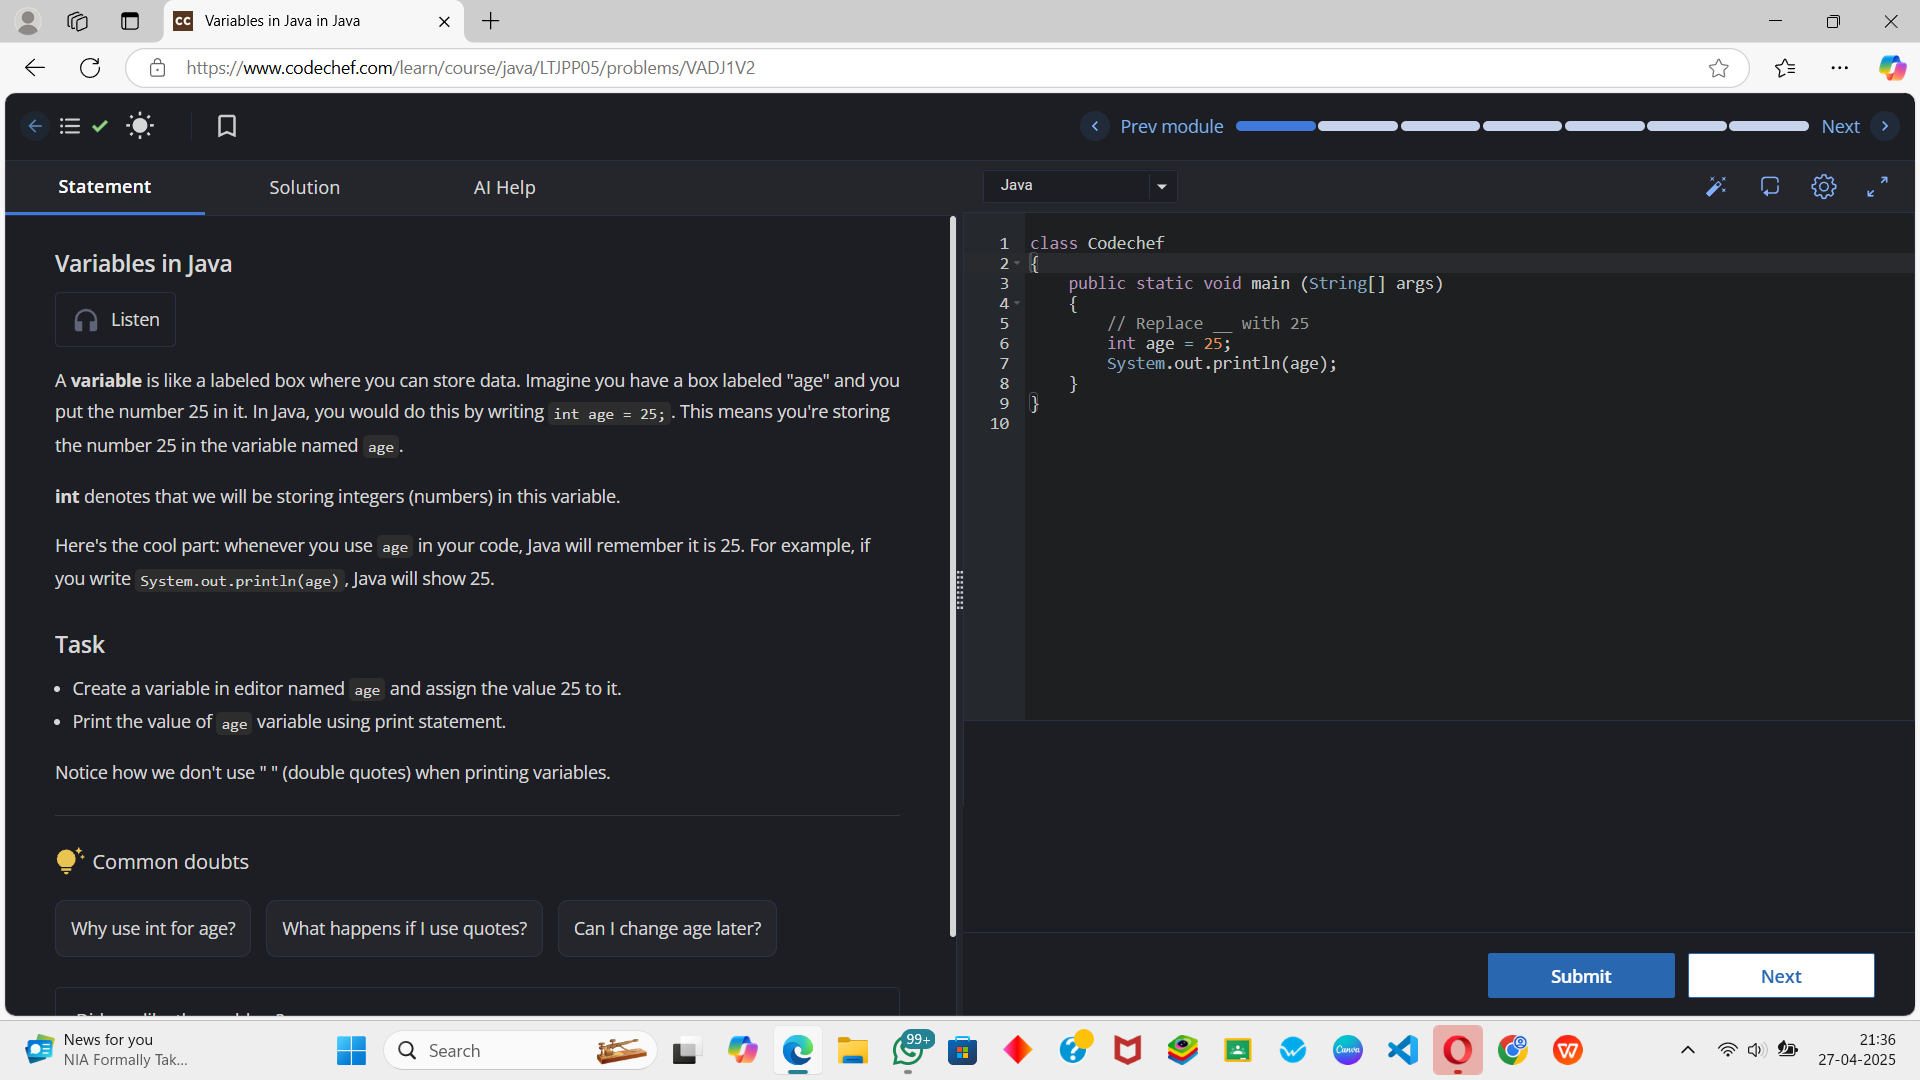 Variables in Java in Java
https://www.codechef.com/learn/course/java/LTJPP05/problems/VADJ1V2
Prev module
Next
Statement
Solution
AI Help
Java
Variables in Java
Listen
A variable is like a labeled box where you can store data. Imagine you have a box labeled "age" and you
put the number 25 in it. In Java, you would do this by writing int age = 25; . This means you're storing
the number 25 in the variable named age .
int denotes that we will be storing integers (numbers) in this variable.
Here's the cool part: whenever you use age in your code, Java will remember it is 25. For example, if
you write System.out.println(age) , Java will show 25.
Task
• Create a variable in editor named age and assign the value 25 to it.
• Print the value of age variable using print statement.
Notice how we don't use " " (double quotes) when printing variables.
Common doubts
Why use int for age?
What happens if I use quotes?
Can I change age later?
1 class Codechef
2 {
3 public static void main (String[] args)
4 {
5 // Replace __ with 25
6 int age = 25;
7 System.out.println(age);
8 }
9 }
10
Submit
Next
News for you
NIA Formally Tak...
Search
99+
Canva
21:36
27-04-2025